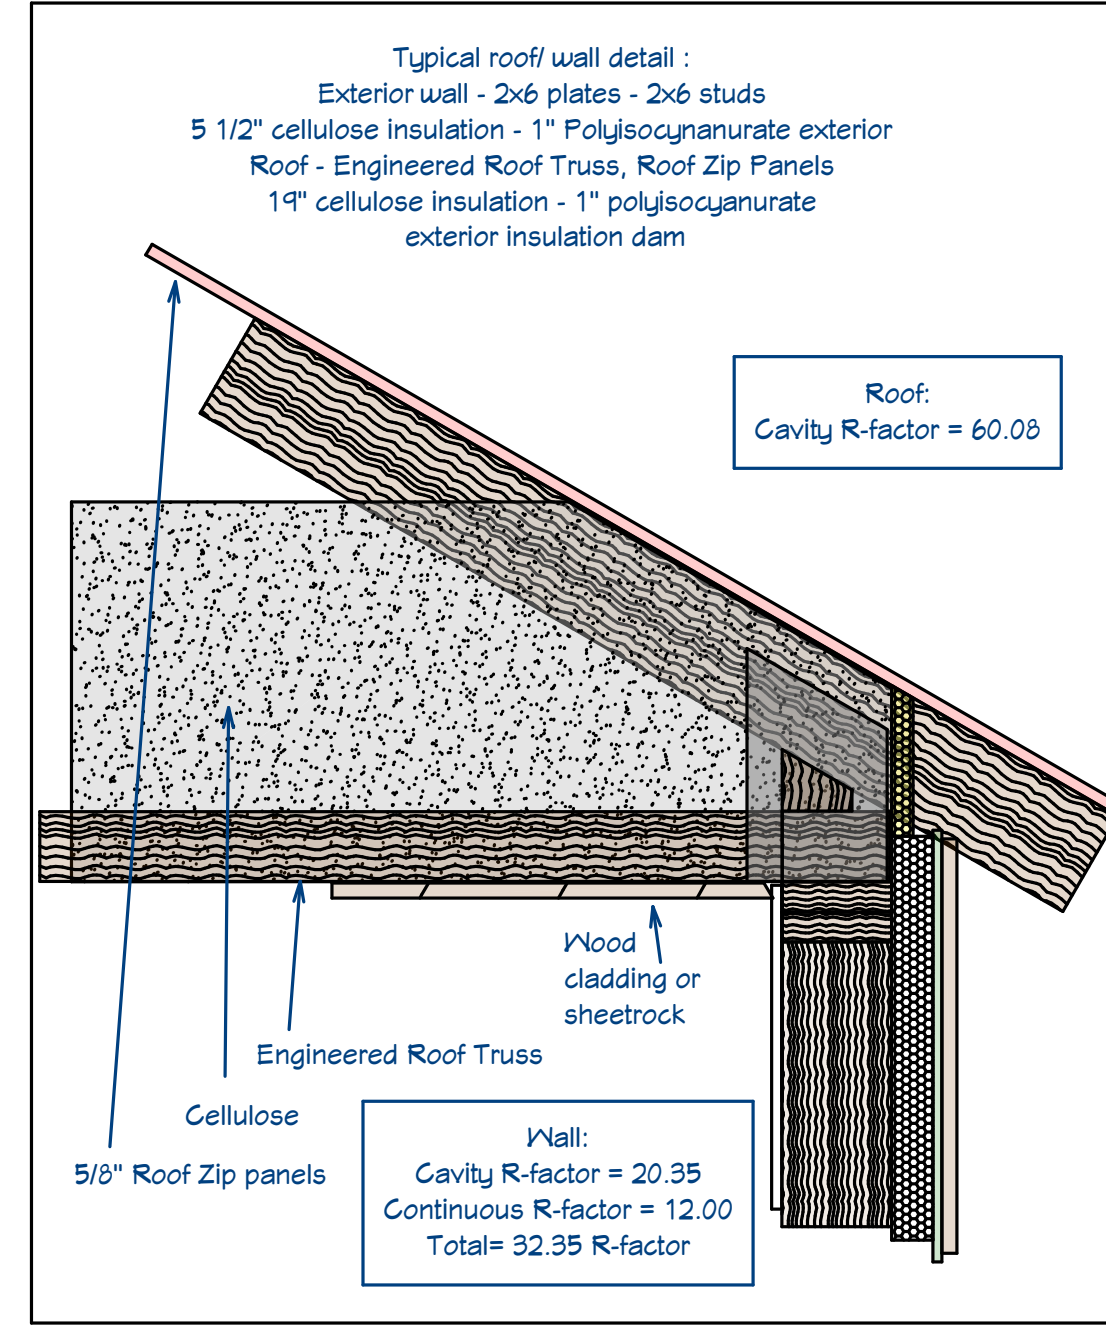 Typical roof/ wall detail :
Exterior wall - 2x6 plates - 2x6 studs
5 1/2" cellulose insulation - 1" Polyisocynanurate exterior
Roof - Engineered Roof Truss, Roof Zip Panels
19" cellulose insulation - 1" polyisocyanurate
exterior insulation dam
Roof:
Cavity R-factor = 60.08
Wood
cladding or
sheetrock
Engineered Roof Truss
Cellulose
5/8" Roof Zip panels
Wall:
Cavity R-factor = 20.35
Continuous R-factor = 12.00
Total= 32.35 R-factor